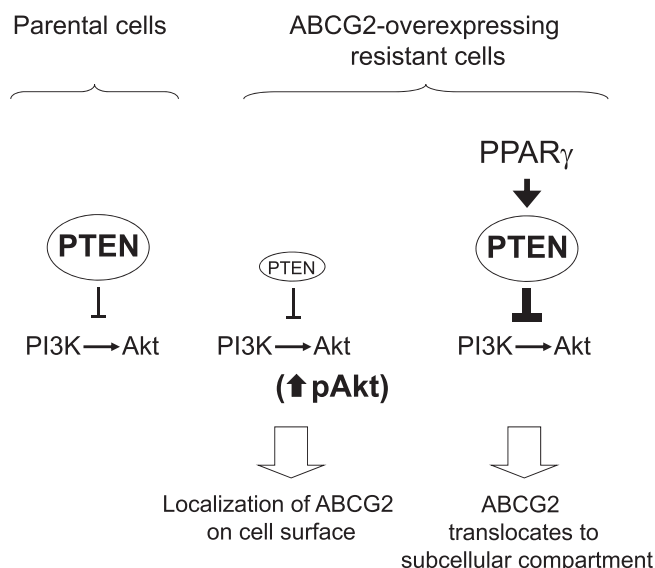 Parental cells
ABCG2-overexpressing
resistant cells
PPARγ
PTEN
PTEN
PTEN
PI3K→Akt
PI3K→Akt
PI3K→Akt
(⬆pAkt)
Localization of ABCG2
on cell surface
ABCG2
translocates to
subcellular compartment